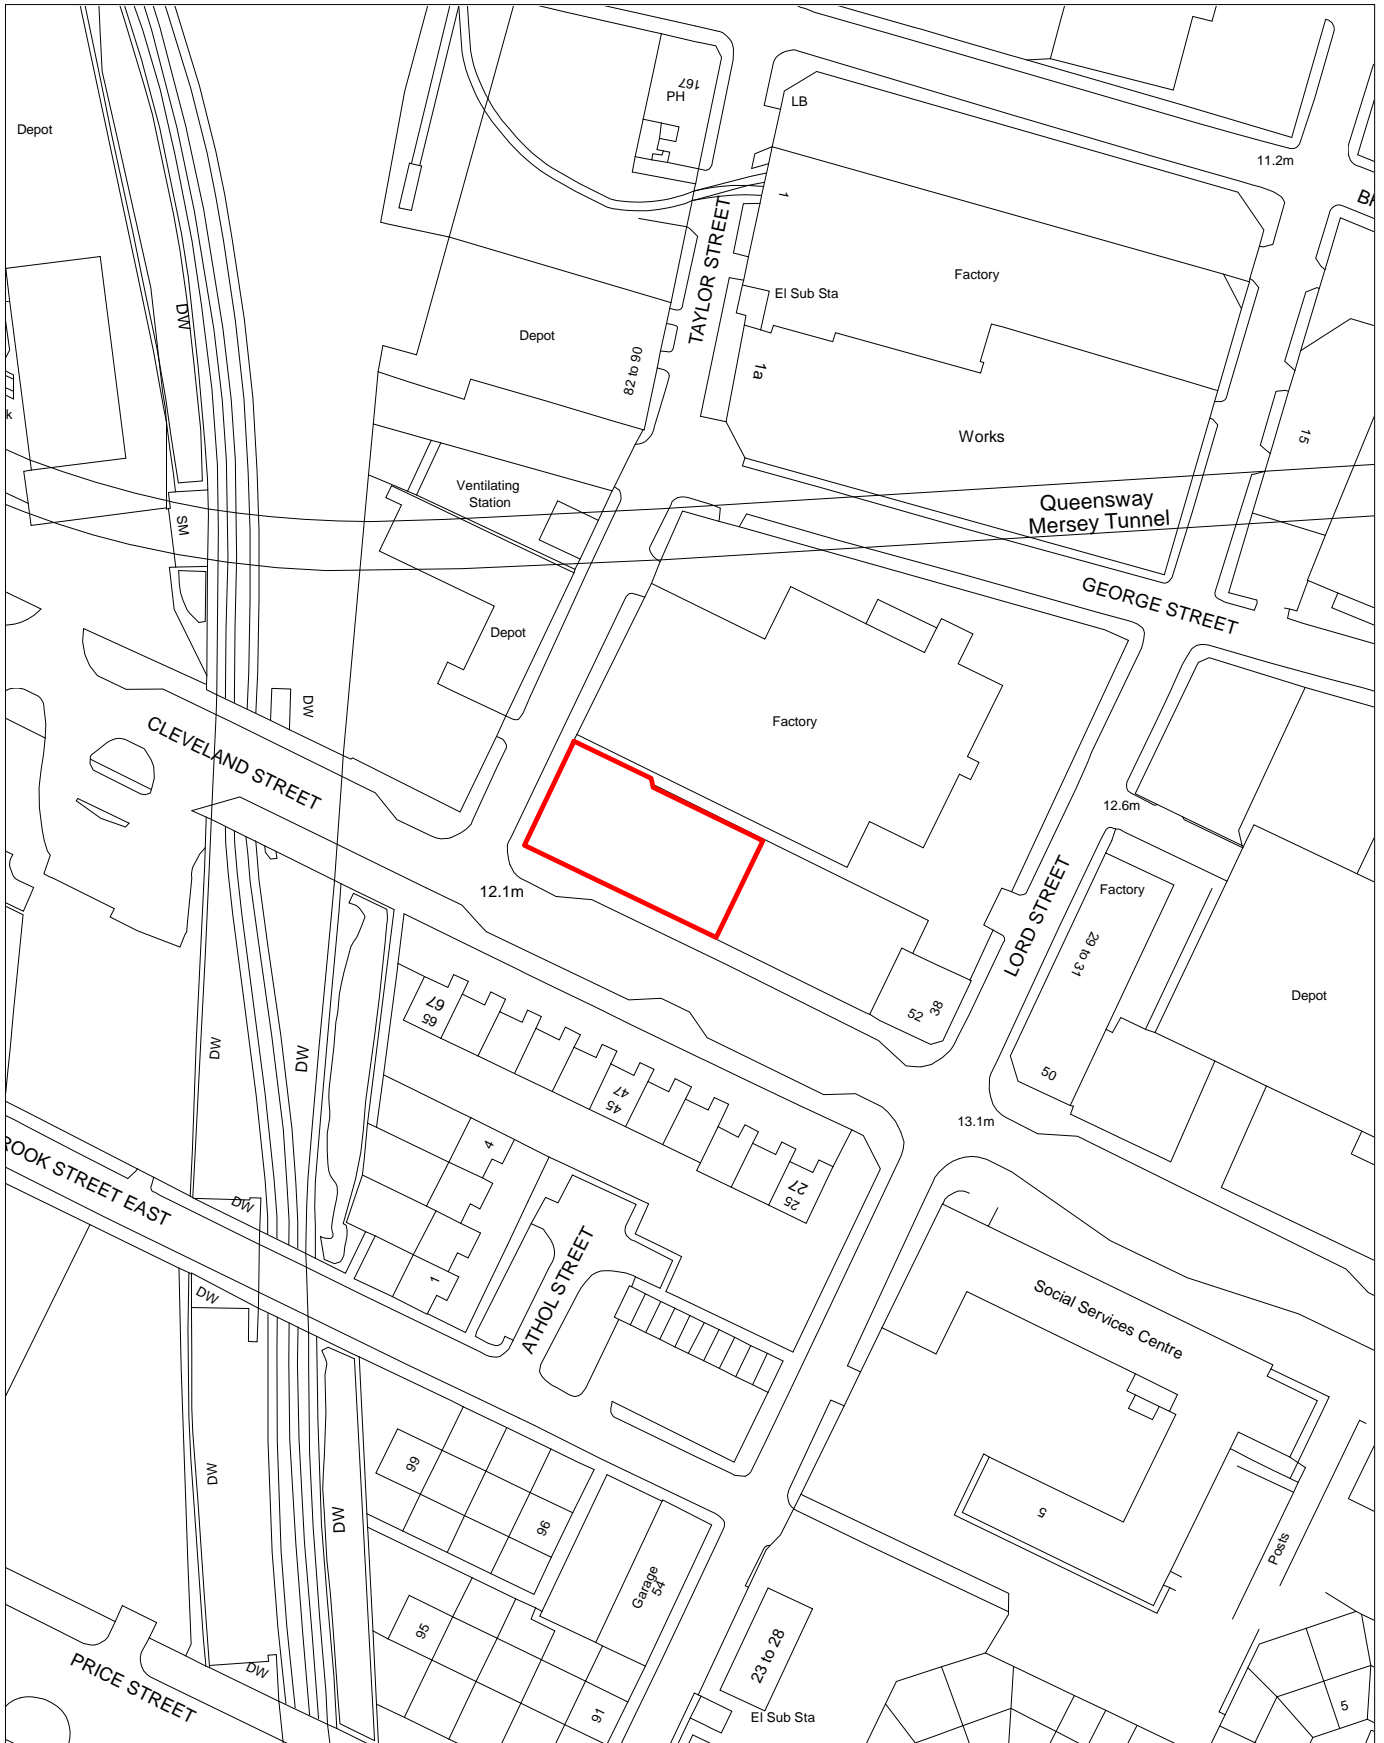 167
PH
LB
Depot
11.2m
1
TAYLOR STREET
Factory
El Sub Sta
DW
Depot
82 to 90
1a
Works
15
Ventilating
Station
Queensway
Mersey Tunnel
SM
GEORGE STREET
Depot
DW
CLEVELAND STREET
Factory
12.6m
12.1m
LORD STREET
Factory
29 to 31
Depot
67
65
52
38
DW
DW
47
45
50
13.1m
ROOK STREET EAST
4
27
25
DW
ATHOL STREET
1
DW
Social Services Centre
99
DW
DW
96
5
Posts
Garage
54
95
23 to 28
PRICE STREET
DW
91
El Sub Sta
5